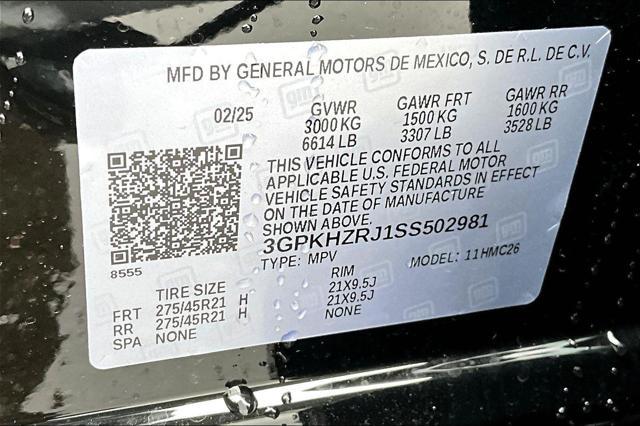 MFD BY GENERAL MOTORS DE MEXICO, S. DE R.L. DE C.V.
02/25 GVWR GAWR FRT GAWR RR
3000 KG 1500 KG 1600 KG
6614 LB 3307 LB 3528 LB
THIS VEHICLE CONFORMS TO ALL
APPLICABLE U.S. FEDERAL MOTOR
VEHICLE SAFETY STANDARDS IN EFFECT
ON THE DATE OF MANUFACTURE
SHOWN ABOVE.
3GPKHZRJ1SS502981
8555 TYPE: MPV MODEL: 11HMC26
TIRE SIZE RIM
FRT 275/45R21 H 21X9.5J
RR 275/45R21 H 21X9.5J
SPA NONE NONE